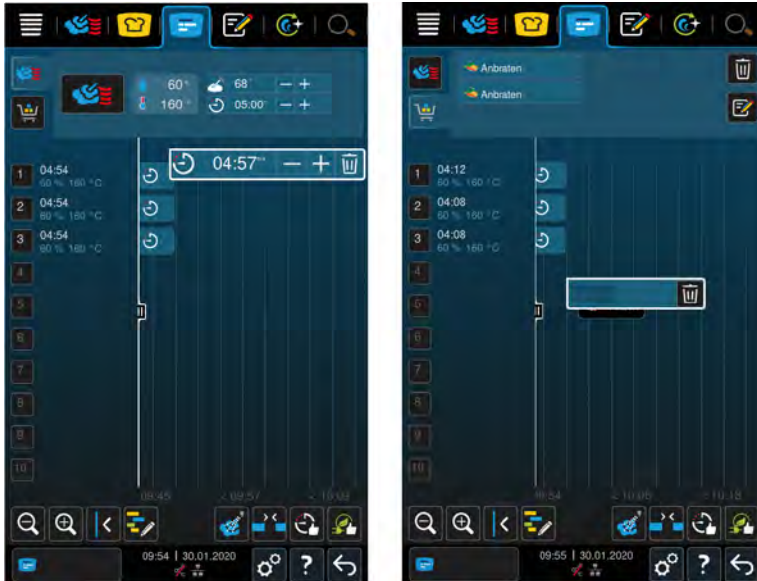 60 68
160 05:00
04:57
1 04:54
60 % 160 °C
2 04:54
60 % 160 °C
3 04:54
60 % 160 °C
4
5
6
7
8
9
10
09:45 < 09:57 < 10:09
09:54 | 30.01.2020
?
Anbraten
Anbraten
1 04:12
60 % 160 °C
2 04:08
60 % 160 °C
3 04:08
60 % 160 °C
4
5
6
7
8
9
10
< 10:06 < 10:18
09:55 | 30.01.2020
?